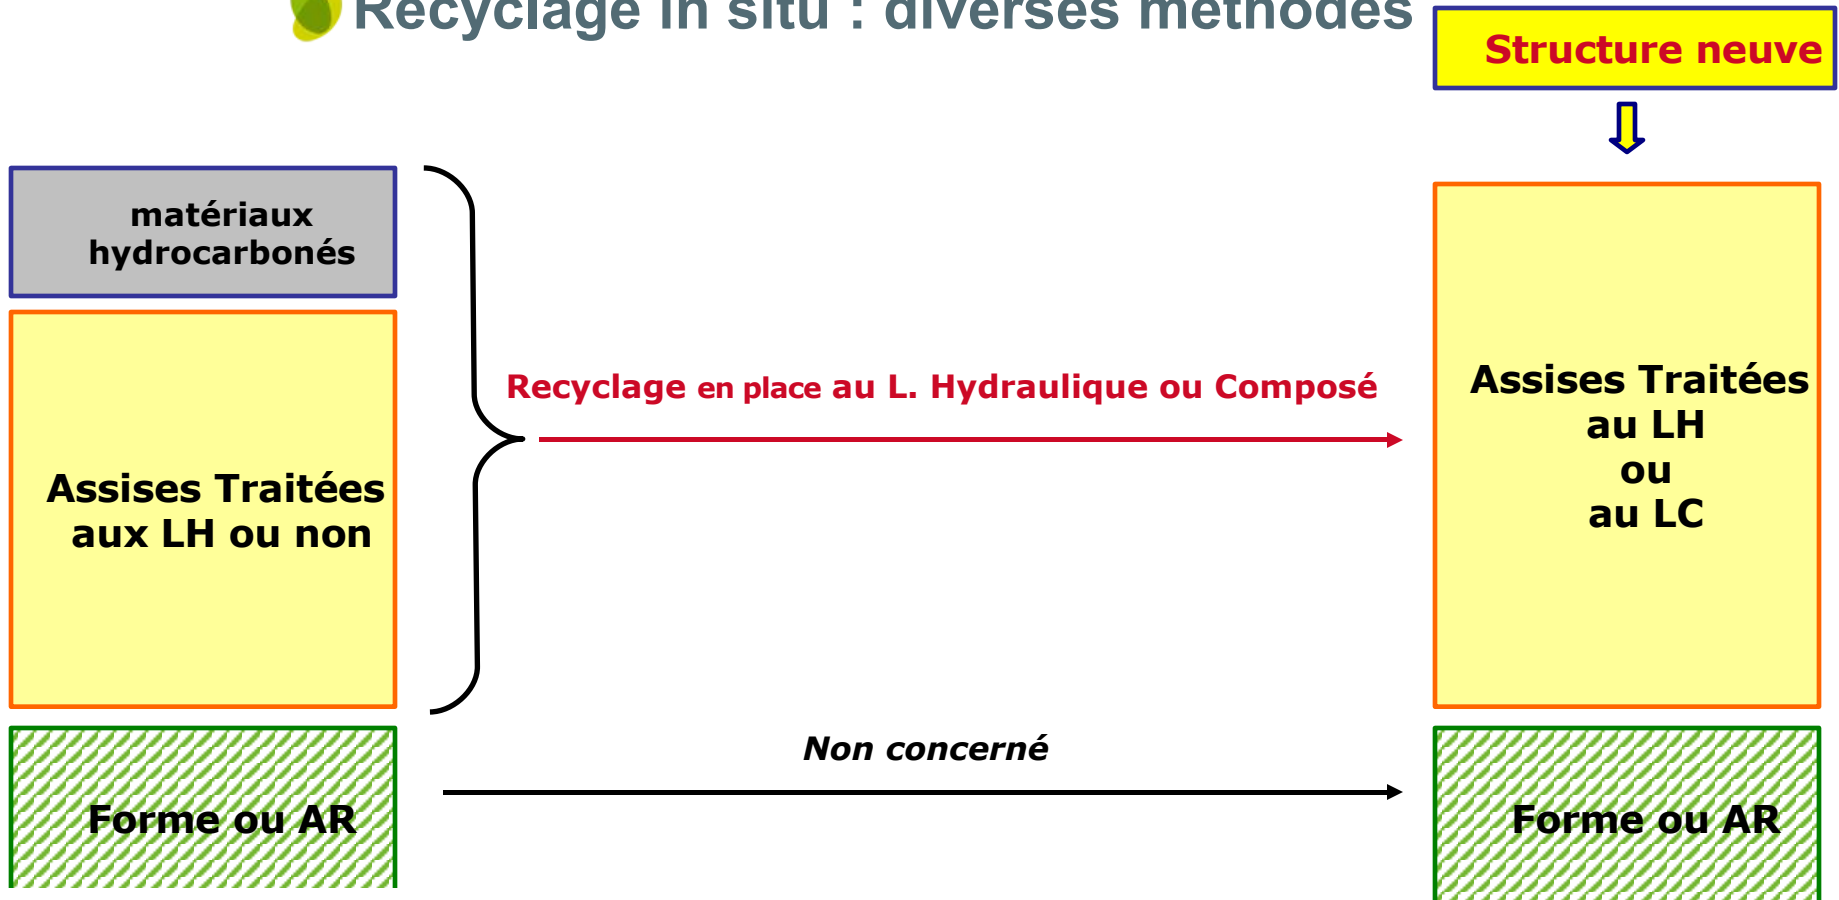 Recyclage in situ : diverses méthodes
Structure neuve
matériaux
hydrocarbonés
Assises Traitées
aux LH ou non
Recyclage en place au L. Hydraulique ou Composé
Assises Traitées
au LH
ou
au LC
Non concerné
Forme ou AR
Forme ou AR